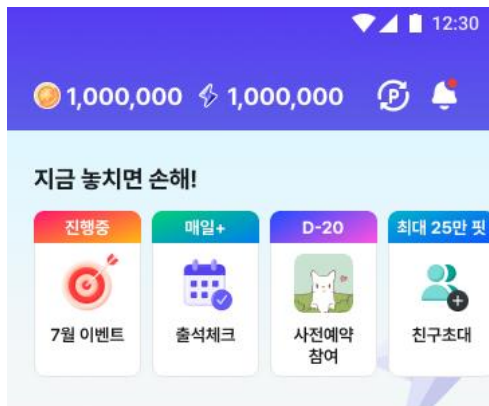 12:30
1,000,000 1,000,000 P
지금 놓치면 손해!
진행중 매일+ D-20 최대 25만 핏
7월 이벤트 출석체크 사전예약 친구초대
참여